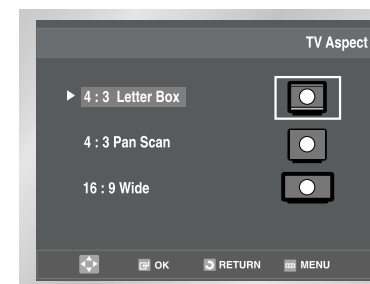 TV Aspect
4 : 3 Letter Box
4 : 3 Pan Scan
16 : 9 Wide
OK RETURN MENU